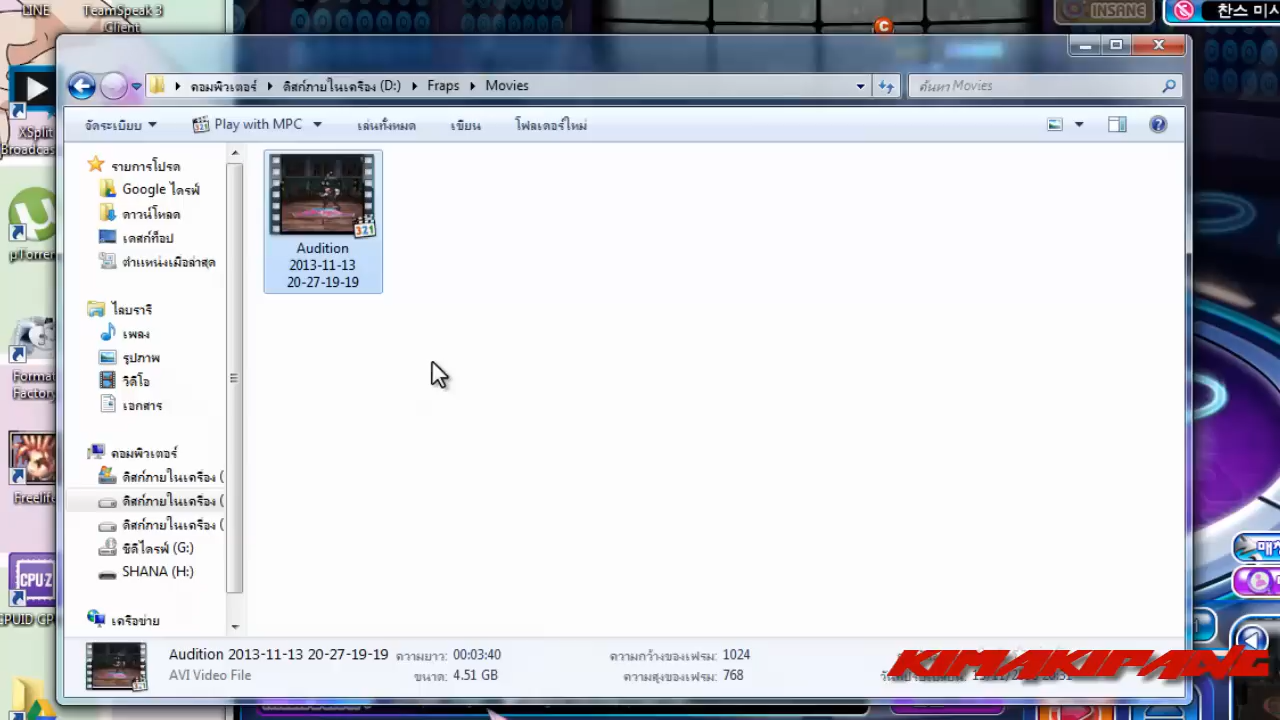 LINE
TeamSpeak 3
Client
INSANE
찬스 미시
คอมพิวเตอร์ ดิสก์ภายในเครื่อง (D:) Fraps Movies
ค้นหา Movies
จัดระเบียบ Play with MPC เล่นทั้งหมด เขียน โฟลเดอร์ใหม่
XSplit
Broadcas
µTorren
Format
Factory
CPU-Z
รายการโปรด
Google ไดรฟ์
ดาวน์โหลด
เดสก์ท็อป
ตำแหน่งเมื่อล่าสุด
ไลบรารี
เพลง
รูปภาพ
วิดีโอ
เอกสาร
คอมพิวเตอร์
ดิสก์ภายในเครื่อง (
ดิสก์ภายในเครื่อง (
ดิสก์ภายในเครื่อง (
ซีดีไดรฟ์ (G:)
SHANA (H:)
เครือข่าย
321
Audition
2013-11-13
20-27-19-19
Audition 2013-11-13 20-27-19-19 ความยาว: 00:03:40 ความกว้างของเฟรม: 1024
AVI Video File ขนาด: 4.51 GB ความสูงของเฟรม: 768
KIMAKIPANG